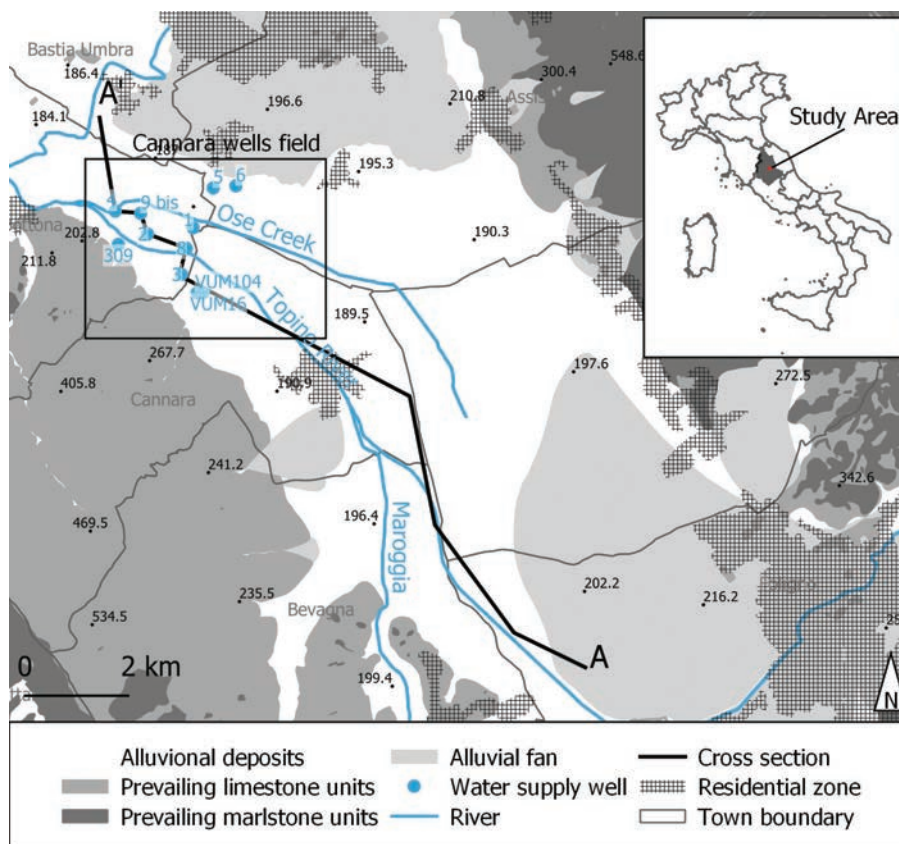 Bastia Umbra
186.4
548.6
300.4
A'
196.6
210.8
184.1
Cannara wells field
Study Area
187
195.3
5 6
4 9 bis
1
Ose Creek
202.8
2
190.3
309
8
211.8
3
VUM104
VUM16
Topino River
189.5
267.7
197.6
272.5
405.8
190.9
Cannara
241.2
342.6
469.5
196.4
Maroggia
202.2
216.2
235.5
Bevagna
534.5
A
0 2 km
199.4
N
Alluvional deposits
Alluvial fan
Cross section
Prevailing limestone units
Water supply well
Residential zone
Prevailing marlstone units
River
Town boundary